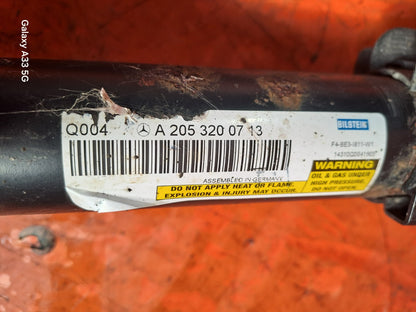 Galaxy A33 5G
Q004 A 205 320 07 13
BILSTEIN
ASSEMBLED IN GERMANY
WARNING
OIL & GAS UNDER
HIGH PRESSURE.
DO NOT OPEN.
DO NOT APPLY HEAT OR FLAME.
EXPLOSION & INJURY MAY OCCUR.